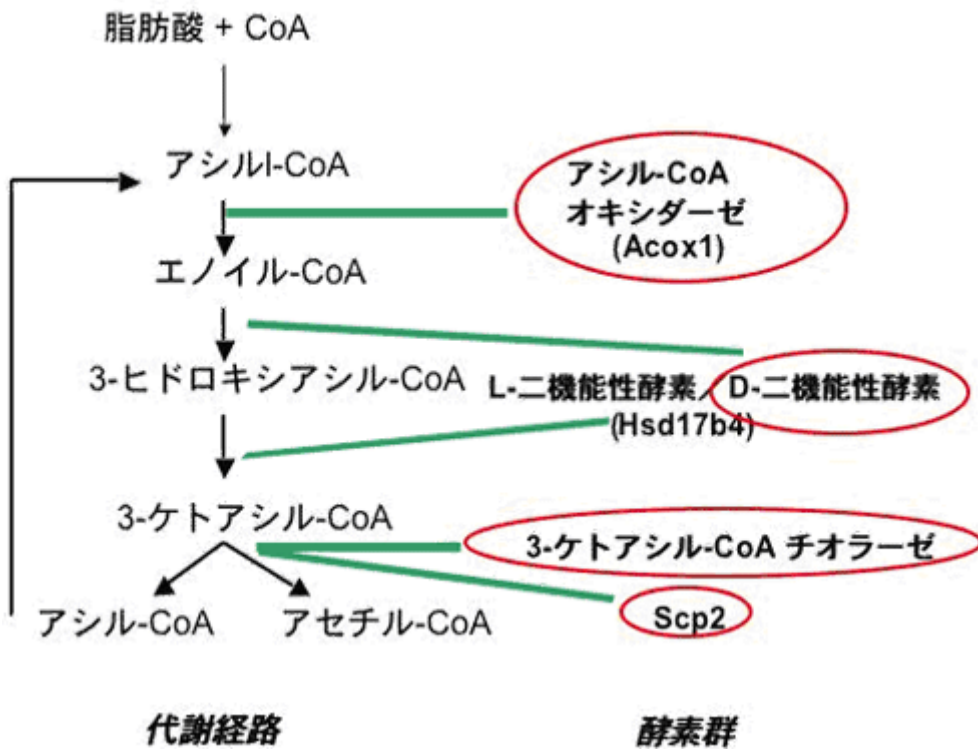 脂肪酸 + CoA
アシルl-CoA
アシル-CoA
オキシダーゼ
(Acox1)
エノイル-CoA
3-ヒドロキシアシル-CoA
L-二機能性酵素／D-二機能性酵素
(Hsd17b4)
3-ケトアシル-CoA
3-ケトアシル-CoA チオラーゼ
アシル-CoA
アセチル-CoA
Scp2
代謝経路
酵素群